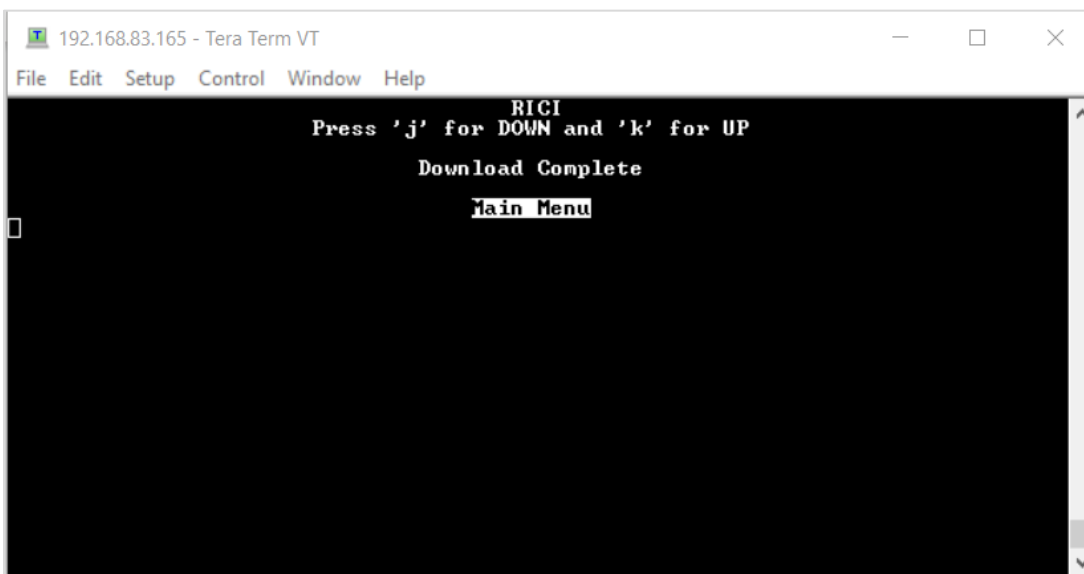 192.168.83.165 - Tera Term VT
File Edit Setup Control Window Help
RICI
Press 'j' for DOWN and 'k' for UP
Download Complete
Main Menu